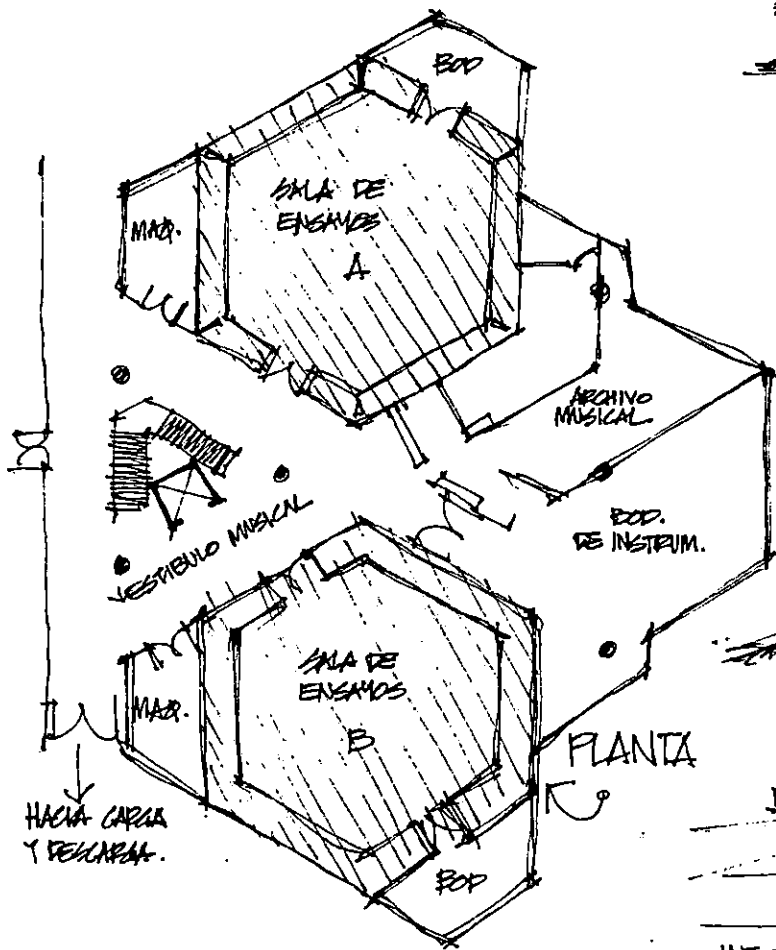 BOD
SALA DE
ENSAYOS
A
MAQ.
ARCHIVO
MUSICAL
BOD.
DE INSTRUM.
VESTIBULO MUSICAL
SALA DE
ENSAYOS
B
MAQ.
PLANTA
HACIA CARGA
Y DESCARGA.
BOD